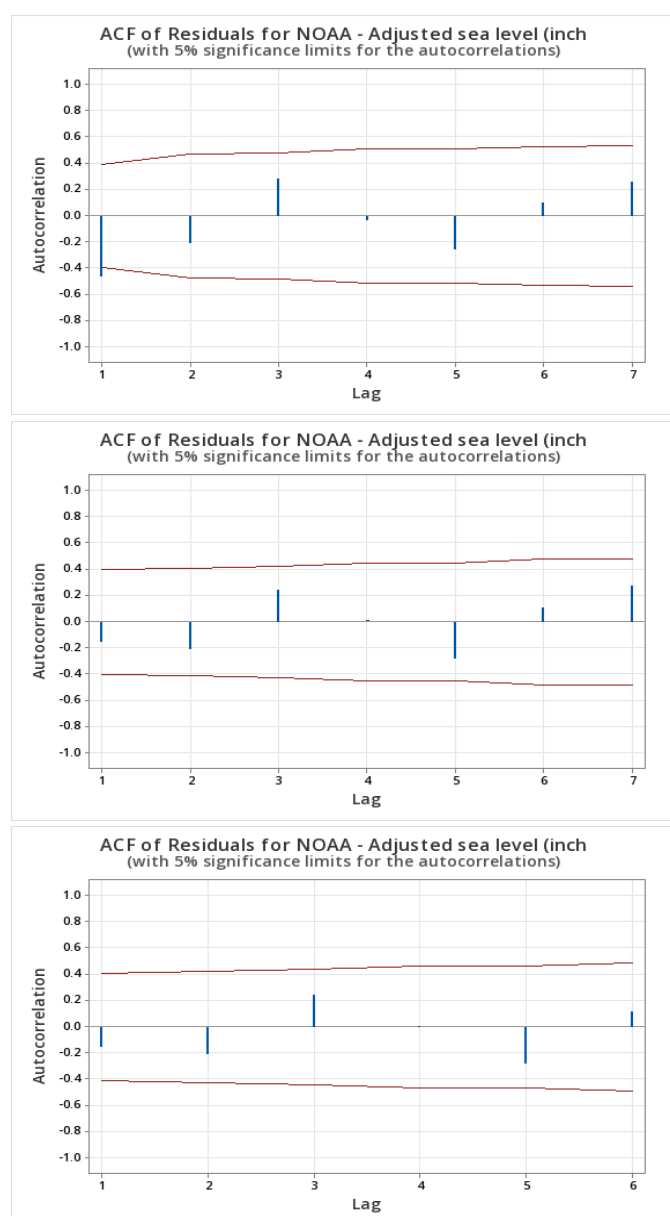 ACF of Residuals for NOAA - Adjusted sea level (inch
(with 5% significance limits for the autocorrelations)
Autocorrelation
1.0
0.8
0.6
0.4
0.2
0.0
-0.2
-0.4
-0.6
-0.8
-1.0
1 2 3 4 5 6 7
Lag
ACF of Residuals for NOAA - Adjusted sea level (inch
(with 5% significance limits for the autocorrelations)
Autocorrelation
1.0
0.8
0.6
0.4
0.2
0.0
-0.2
-0.4
-0.6
-0.8
-1.0
1 2 3 4 5 6 7
Lag
ACF of Residuals for NOAA - Adjusted sea level (inch
(with 5% significance limits for the autocorrelations)
Autocorrelation
1.0
0.8
0.6
0.4
0.2
0.0
-0.2
-0.4
-0.6
-0.8
-1.0
1 2 3 4 5 6
Lag